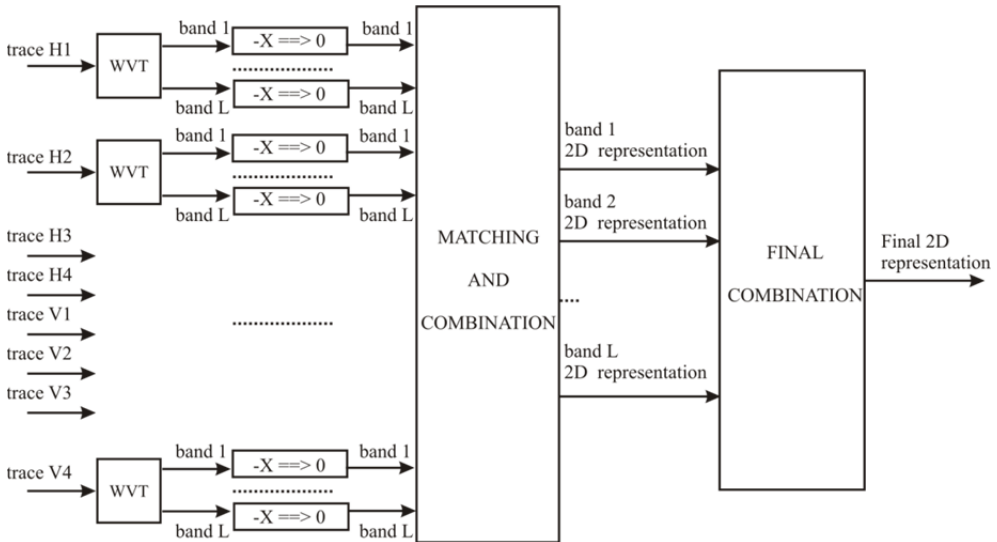 trace H1
WVT
band 1
-X ==> 0
band 1
band L
-X ==> 0
band L
trace H2
WVT
band 1
-X ==> 0
band 1
band L
-X ==> 0
band L
trace H3
trace H4
trace V1
trace V2
trace V3
trace V4
WVT
band 1
-X ==> 0
band 1
band L
-X ==> 0
band L
MATCHING
AND
COMBINATION
band 1
2D representation
band 2
2D representation
....
band L
2D representation
FINAL
COMBINATION
Final 2D
representation